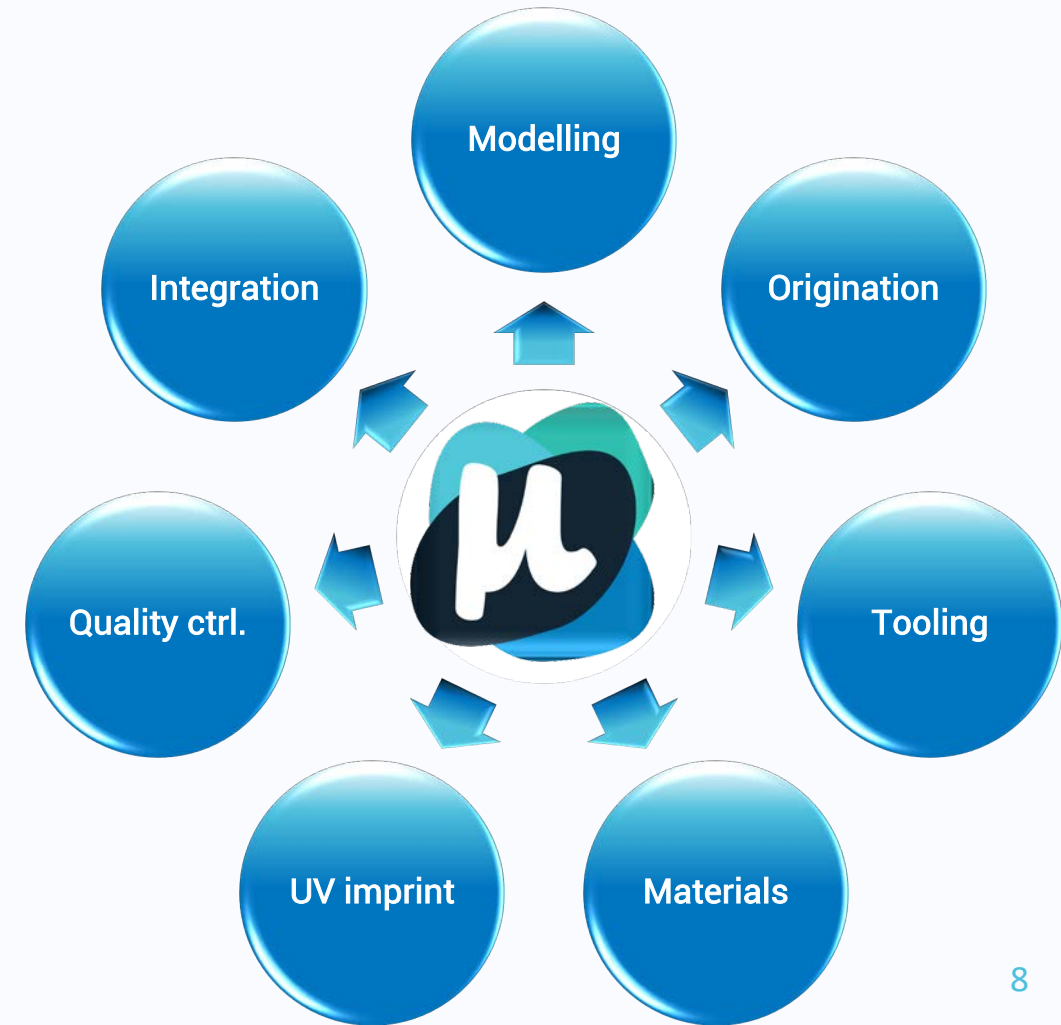 Modelling
Integration
Origination
μ
Quality ctrl.
Tooling
UV imprint
Materials
8